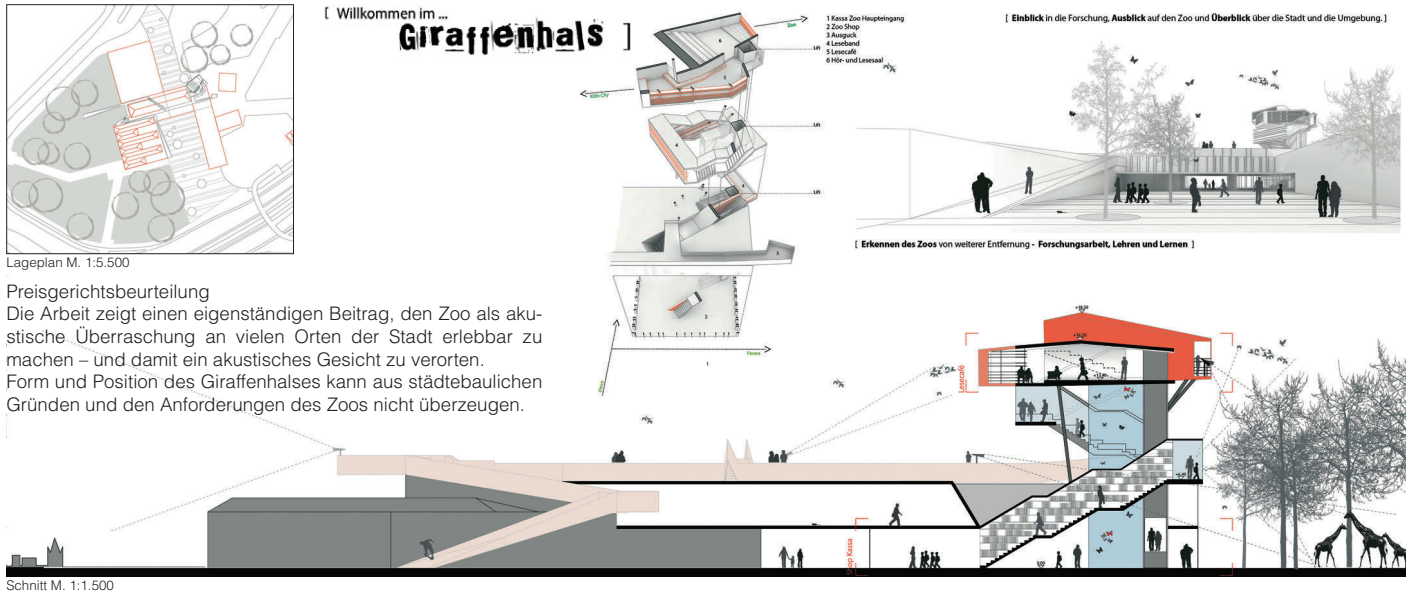 [ Willkommen im ...
Giraffenhals ]
1 Kassa Zoo Haupteingang
2 Zoo Shop
3 Ausguck
4 Leseband
5 Lesecafé
6 Hör- und Lesesaal
[ Einblick in die Forschung, Ausblick auf den Zoo und Überblick über die Stadt und die Umgebung. ]
Zoo
Lift
Köln City
Lift
Lift
[ Erkennen des Zoos von weiterer Entfernung - Forschungsarbeit, Lehren und Lernen ]
Lageplan M. 1:5.500
Preisgerichtsbeurteilung
Die Arbeit zeigt einen eigenständigen Beitrag, den Zoo als aku-
stische Überraschung an vielen Orten der Stadt erlebbar zu
machen – und damit ein akustisches Gesicht zu verorten.
Form und Position des Giraffenhalses kann aus städtebaulichen
Gründen und den Anforderungen des Zoos nicht überzeugen.
Lesecafé
Shop Kassa
Schnitt M. 1:1.500